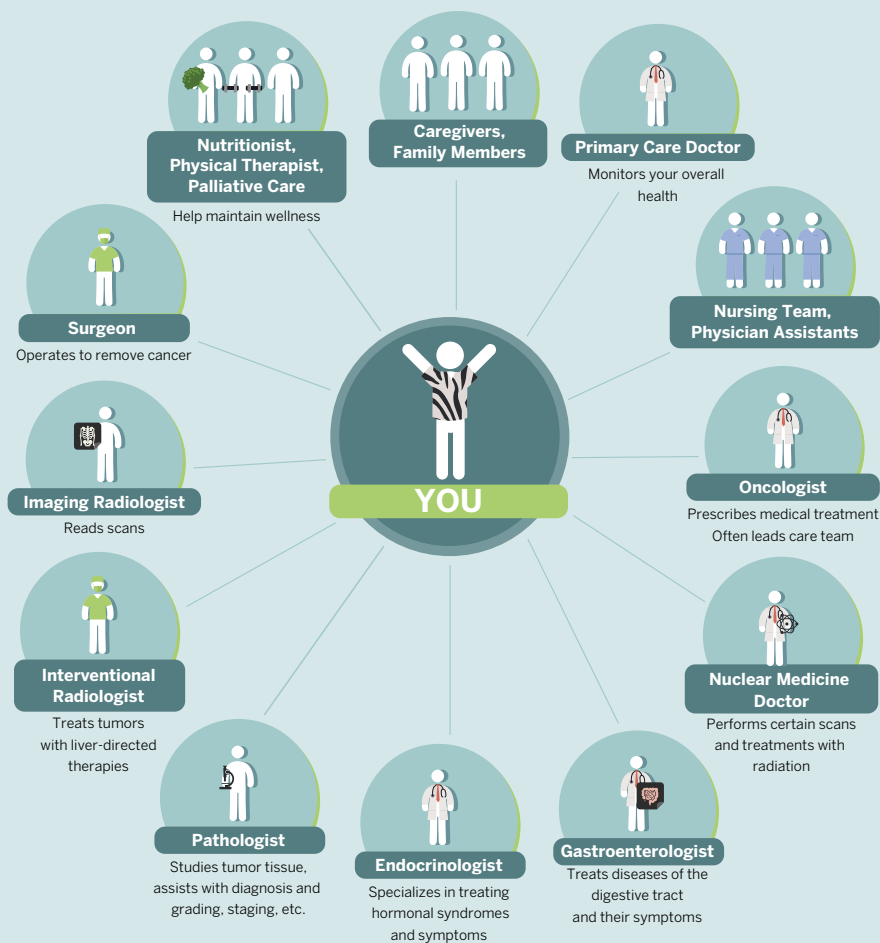 Nutritionist,
Physical Therapist,
Palliative Care
Help maintain wellness
Caregivers,
Family Members
Primary Care Doctor
Monitors your overall
health
Nursing Team,
Physician Assistants
Surgeon
Operates to remove cancer
YOU
Oncologist
Prescribes medical treatment
Often leads care team
Imaging Radiologist
Reads scans
Nuclear Medicine
Doctor
Performs certain scans
and treatments with
radiation
Interventional
Radiologist
Treats tumors
with liver-directed
therapies
Pathologist
Studies tumor tissue,
assists with diagnosis and
grading, staging, etc.
Endocrinologist
Specializes in treating
hormonal syndromes
and symptoms
Gastroenterologist
Treats diseases of the
digestive tract
and their symptoms